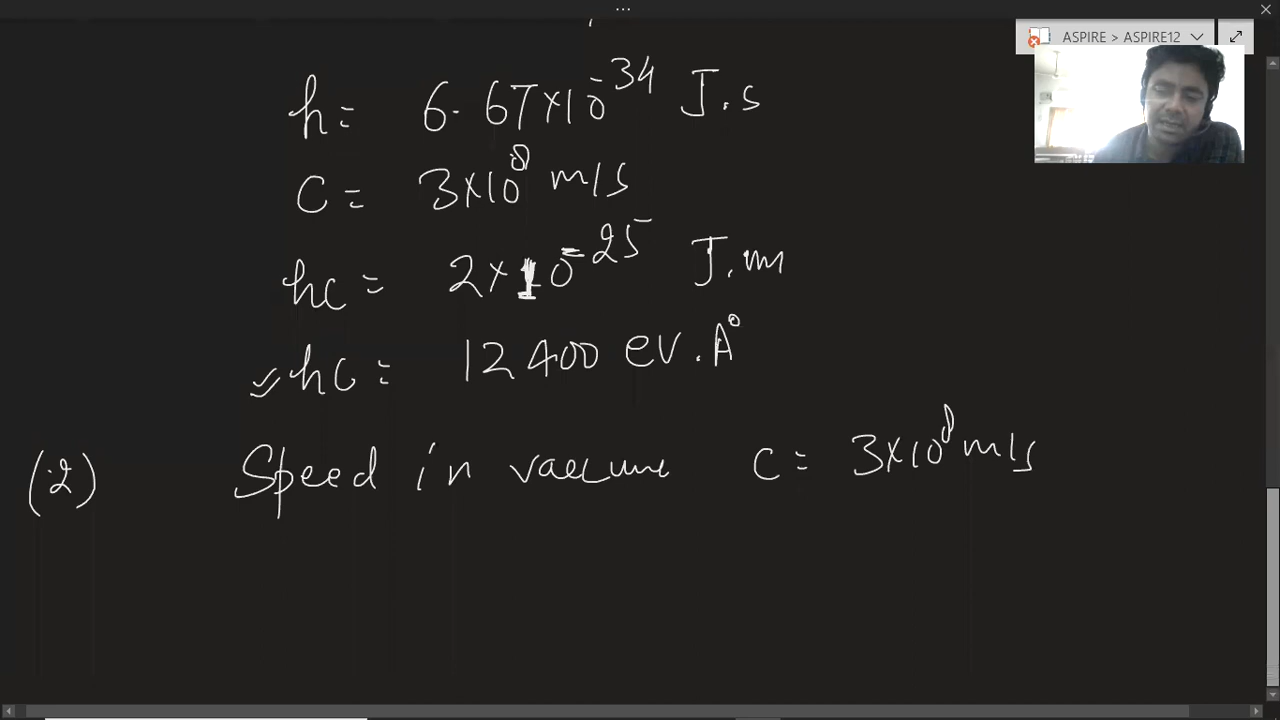 ASPIRE > ASPIRE12
h = 6.67×10⁻³⁴ J.s
C = 3×10⁸ m/s
hc = 2×10⁻²⁵ J.m
hc = 12400 eV.A°
(2) Speed in vacuum c = 3×10⁸ m/s